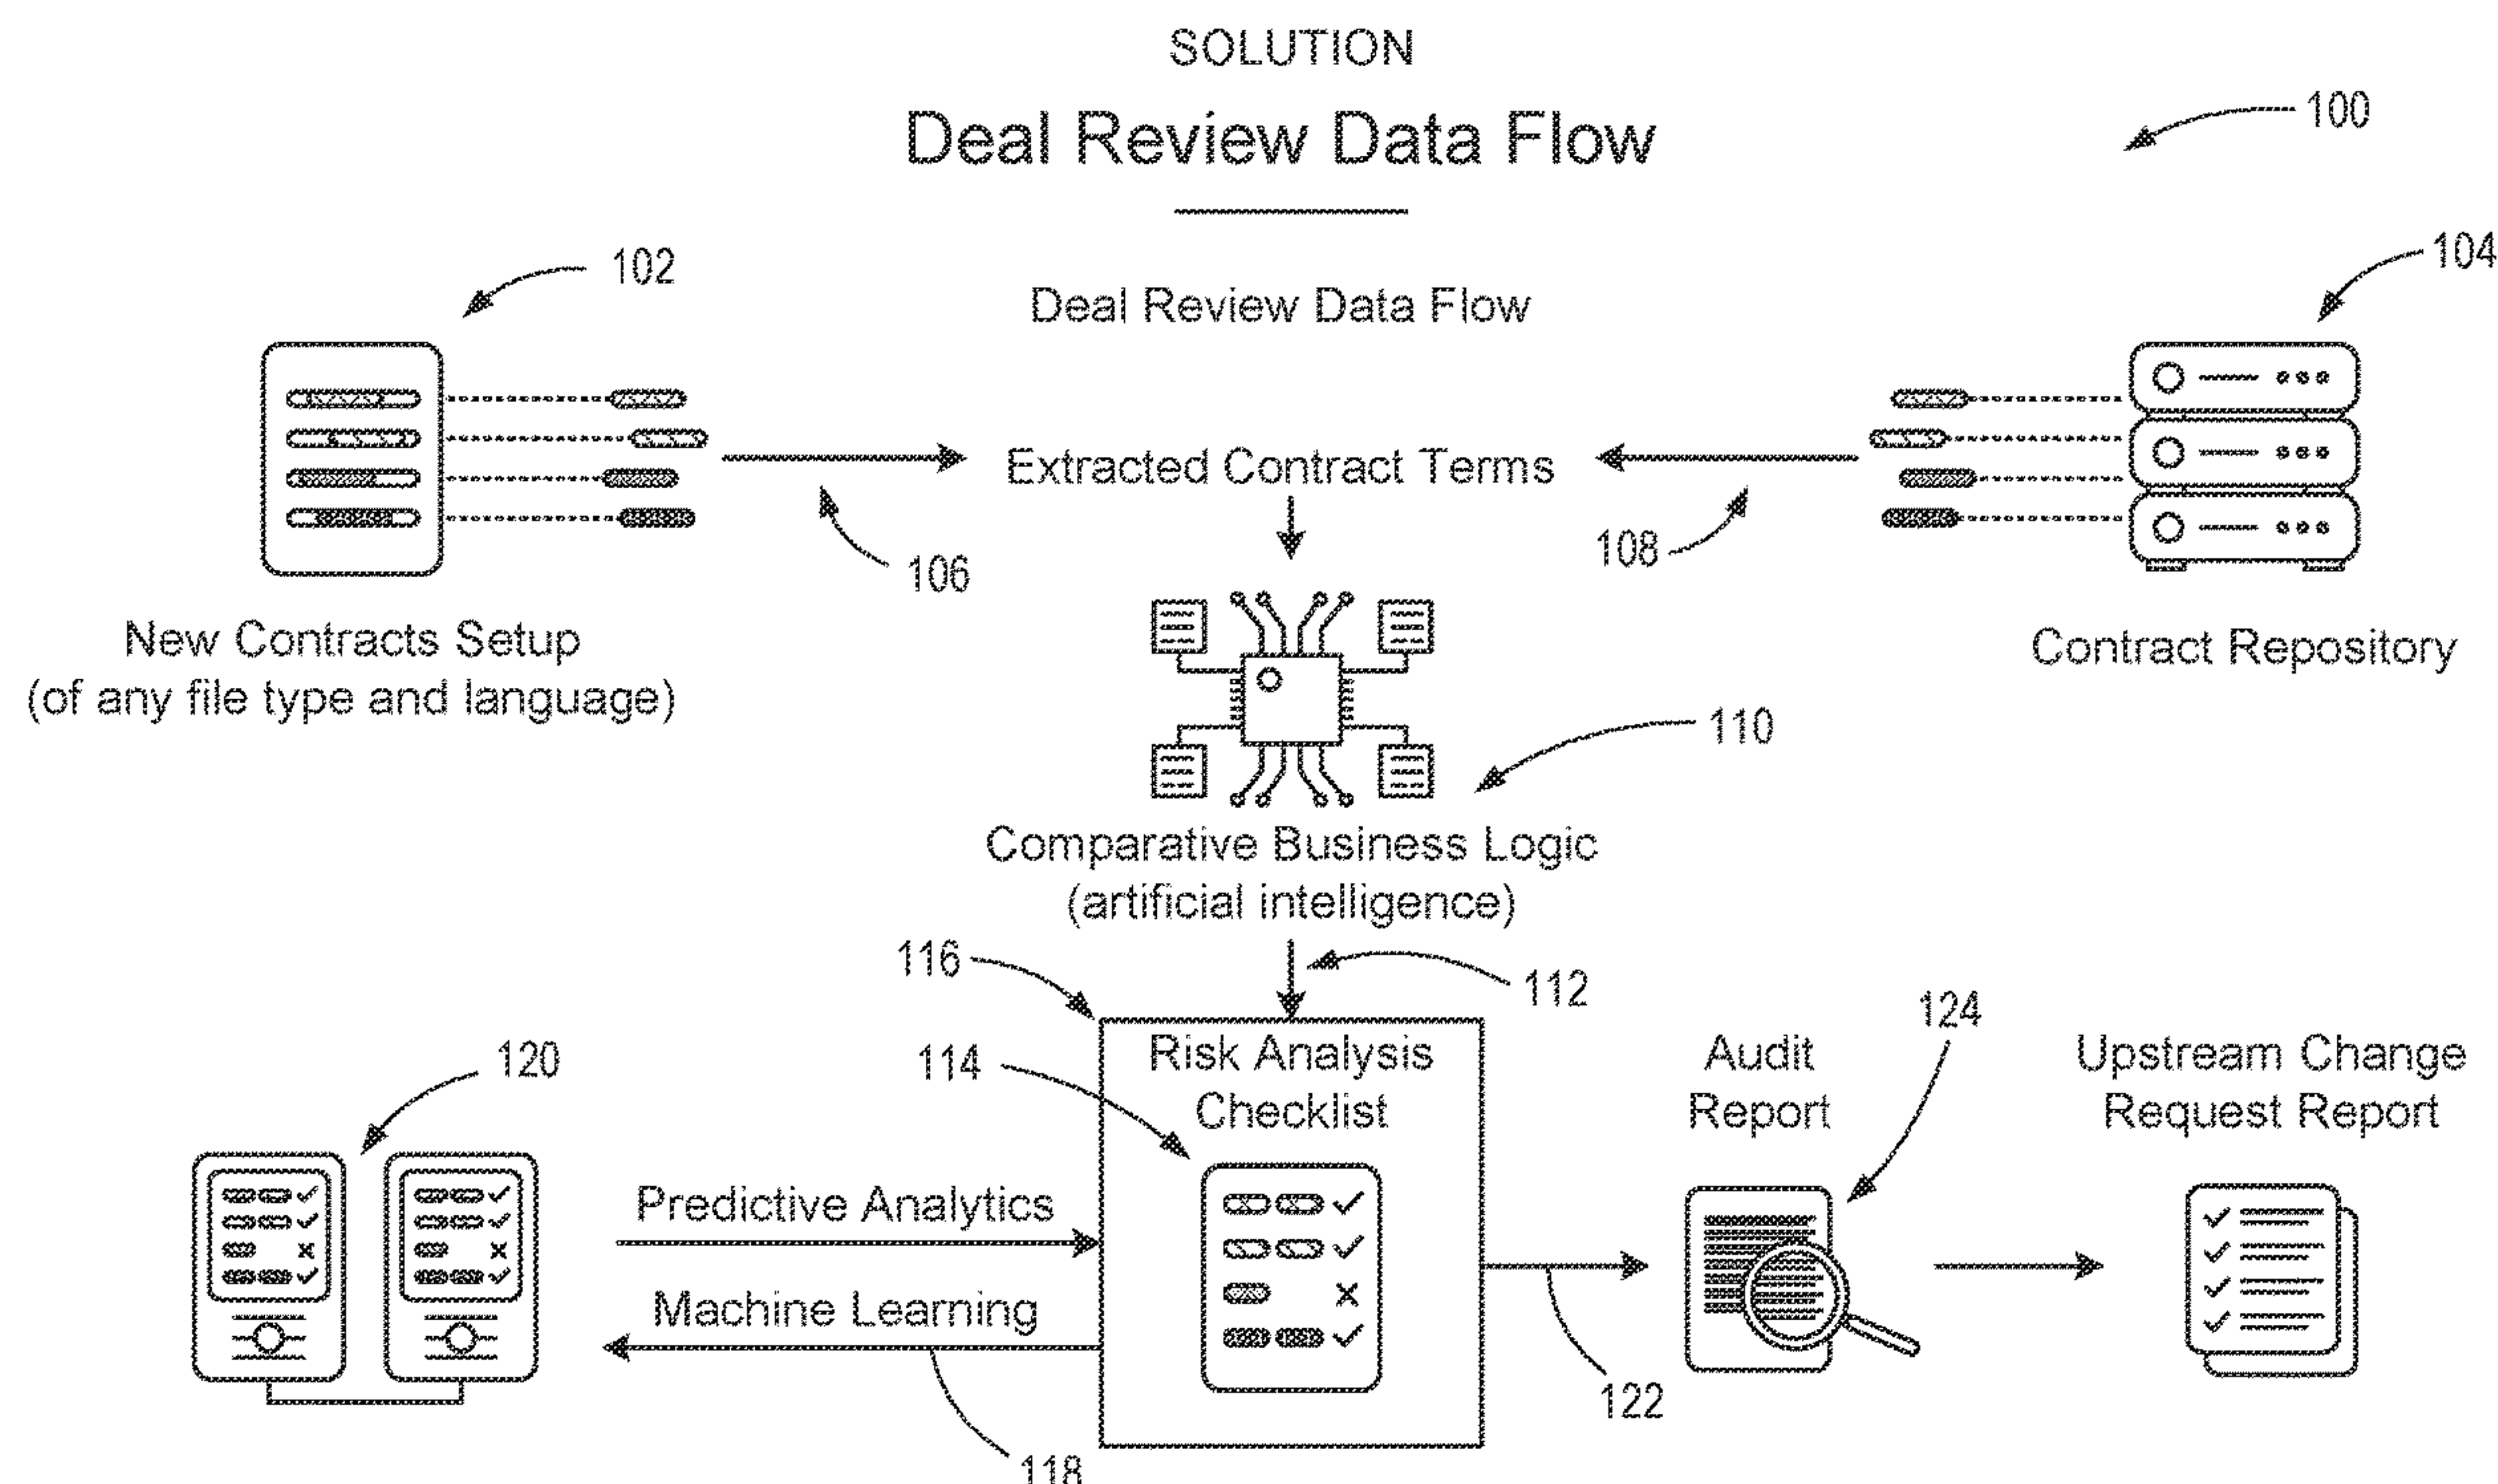 SOLUTION
Deal Review Data Flow
100
102
104
Deal Review Data Flow
Extracted Contract Terms
106
108
New Contracts Setup
(of any file type and language)
Contract Repository
110
Comparative Business Logic
(artificial intelligence)
116
112
124
120
114
Risk Analysis
Checklist
Audit
Report
Upstream Change
Request Report
Predictive Analytics
Machine Learning
122
118